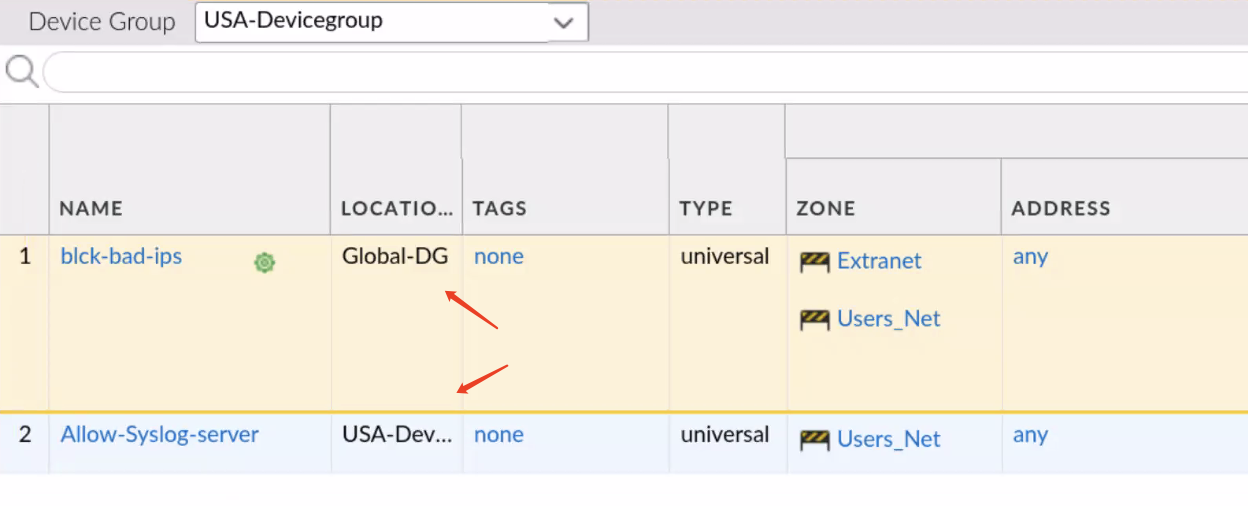 Device Group USA-Devicegroup
NAME LOCATIO... TAGS TYPE ZONE ADDRESS
1 blck-bad-ips Global-DG none universal Extranet any
Users_Net
2 Allow-Syslog-server USA-Dev... none universal Users_Net any